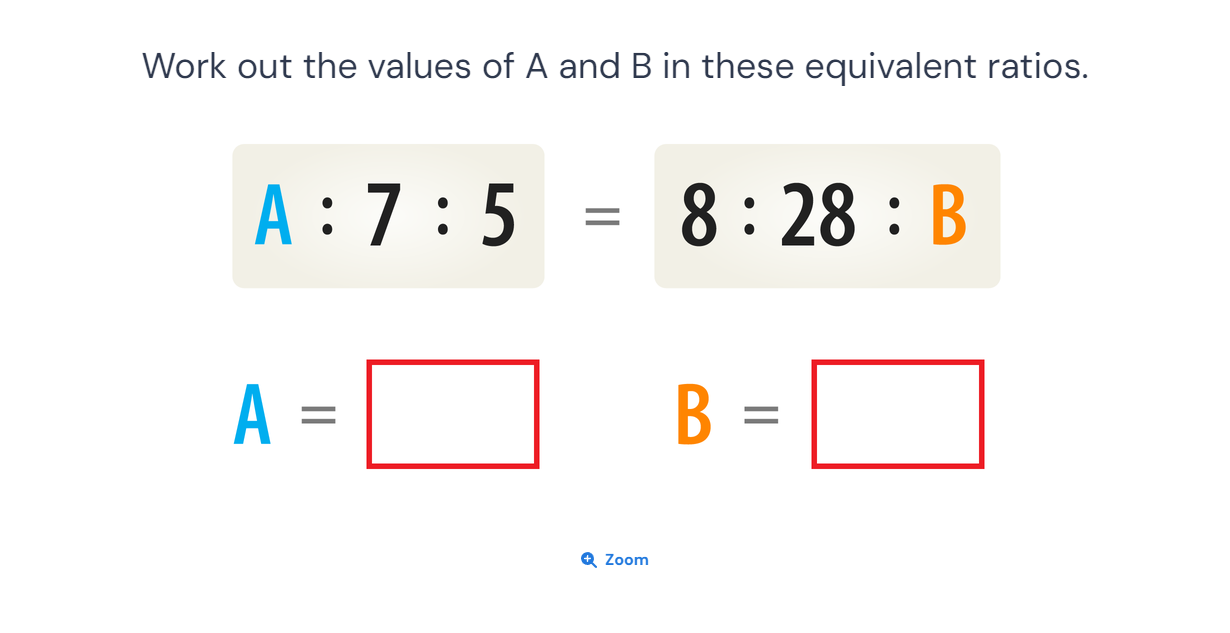 Work out the values of A and B in these equivalent ratios.
A : 7 : 5 = 8 : 28 : B
A = B =
Zoom